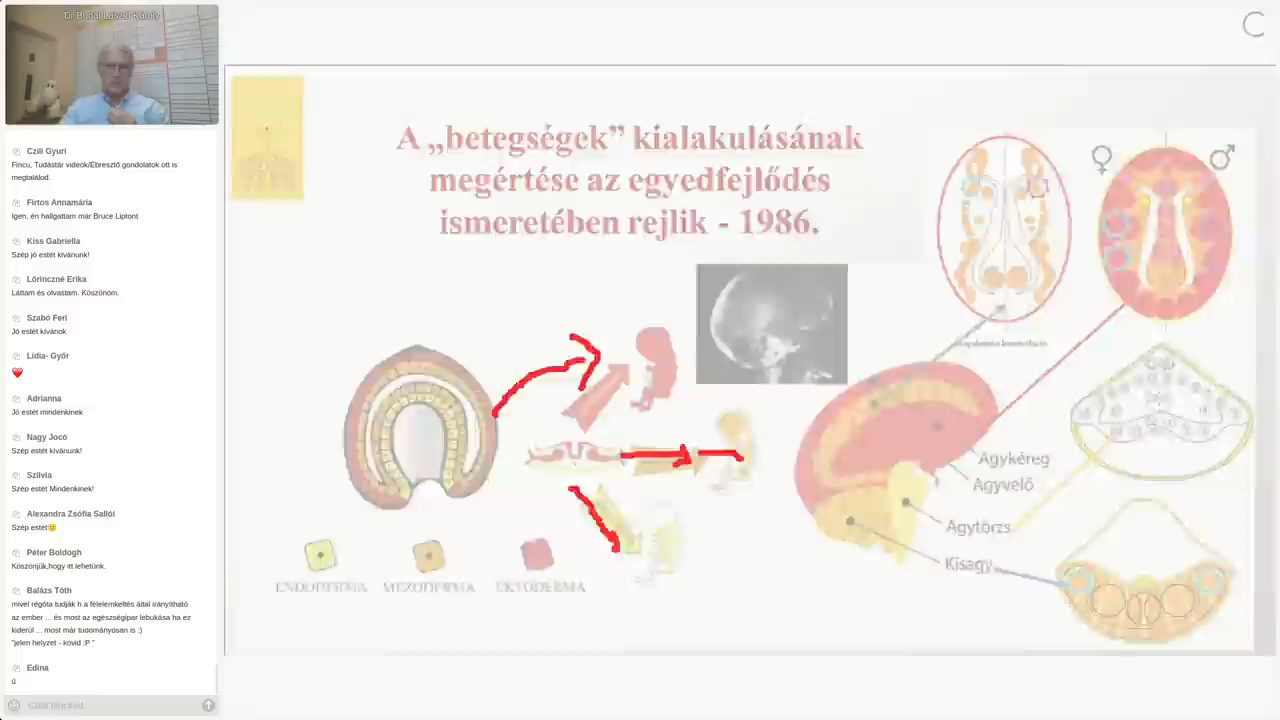 Dr Budai László Károly
Czili Gyuri
Fincu, Tudástár videók/Ébresztő gondolatok ott is
megtalálod.
Firtos Annamária
Igen, én hallgattam már Bruce Liptont
Kiss Gabriella
Szép jó estét kívánunk!
Lőrinczné Erika
Láttam és olvastam. Köszönöm.
Szabó Feri
Jó estét kívánok
Lídia- Győr
❤️
Adrianna
Jó estét mindenkinek
Nagy Jocó
Szép estét kívánunk!
Szilvia
Szép estét Mindenkinek!
Alexandra Zsófia Sallói
Szép estét🙂
Péter Boldogh
Köszönjük,hogy itt lehetünk.
Balázs Tóth
mivel régóta tudják h a félelemkeltés által irányítható
az ember ... és most az egészségipar lebukása ha ez
kiderül ... most már tudományosan is :)
"jelen helyzet - kovid :P "
Edina
ú
A „betegségek” kialakulásának
megértése az egyedfejlődés
ismeretében rejlik - 1986.
Agykéreg
Agyvelő
Agytörzs
Kisagy
ENDODERMA MEZODERMA EKTODERMA